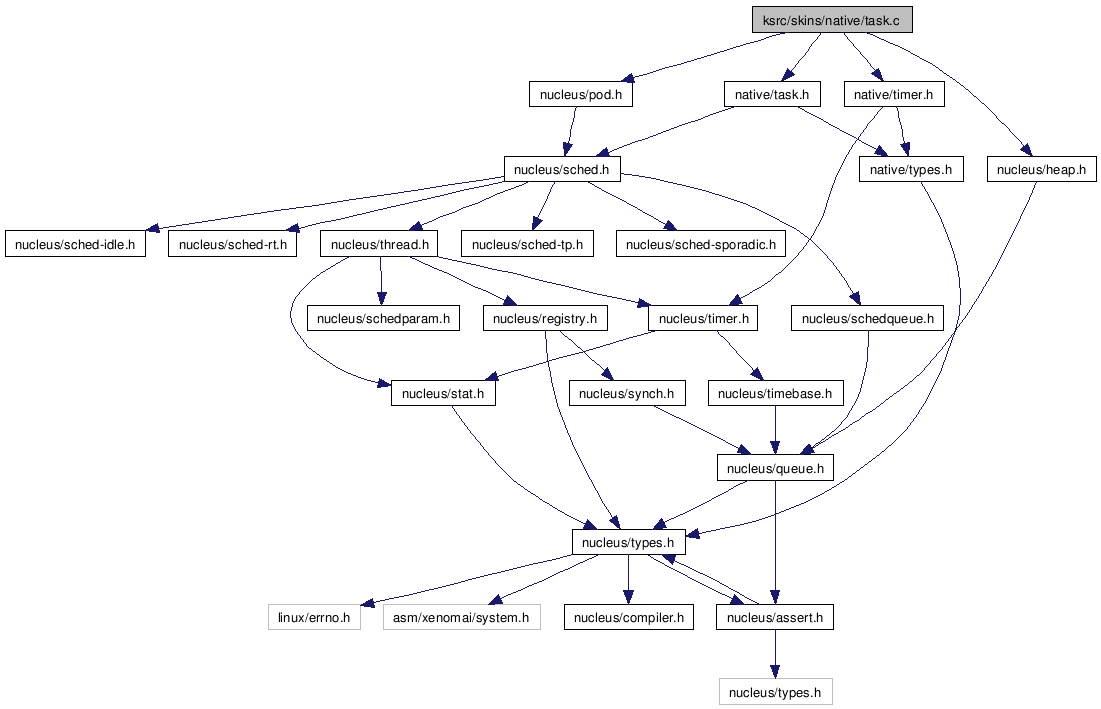 ksrc/skins/native/task.c
nucleus/pod.h
native/task.h
native/timer.h
nucleus/sched.h
native/types.h
nucleus/heap.h
nucleus/sched-idle.h
nucleus/sched-rt.h
nucleus/thread.h
nucleus/sched-tp.h
nucleus/sched-sporadic.h
nucleus/schedparam.h
nucleus/registry.h
nucleus/timer.h
nucleus/schedqueue.h
nucleus/stat.h
nucleus/synch.h
nucleus/timebase.h
nucleus/queue.h
nucleus/types.h
linux/errno.h
asm/xenomai/system.h
nucleus/compiler.h
nucleus/assert.h
nucleus/types.h